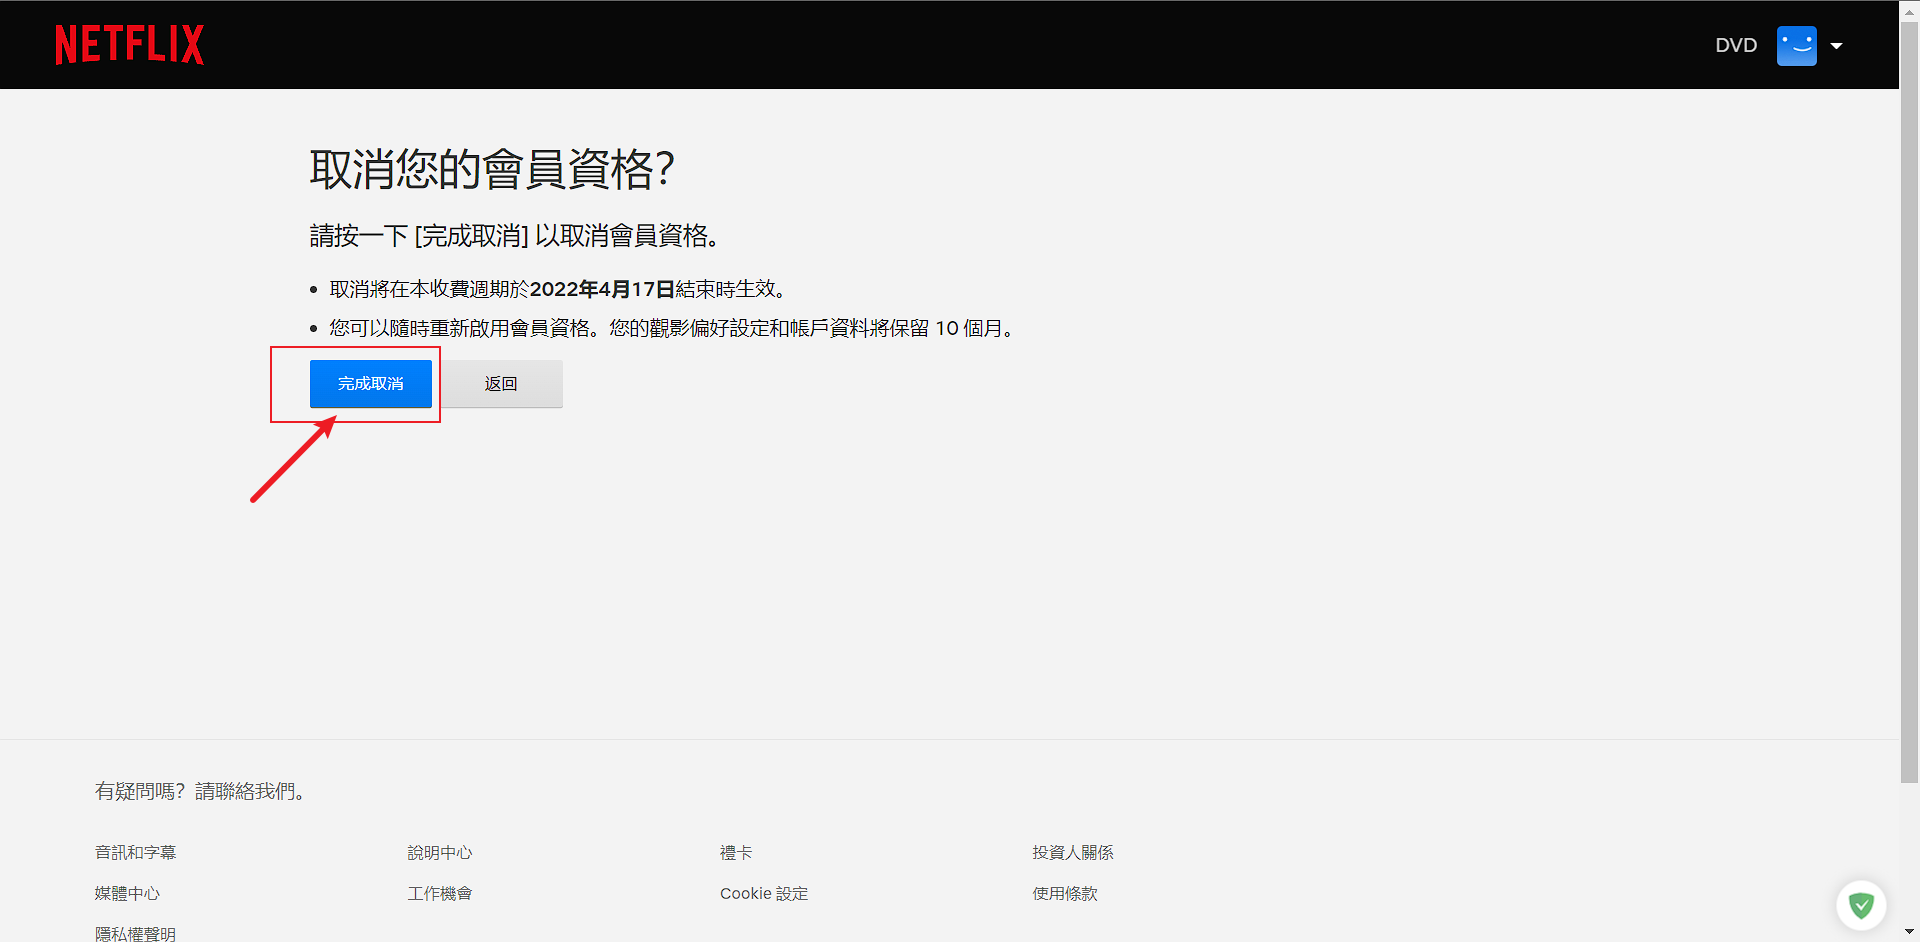 NETFLIX
DVD
取消您的會員資格？
請按一下 [完成取消] 以取消會員資格。
取消將在本收費週期於2022年4月17日結束時生效。
您可以隨時重新啟用會員資格。您的觀影偏好設定和帳戶資料將保留 10 個月。
完成取消
返回
有疑問嗎？請聯絡我們。
音訊和字幕
說明中心
禮卡
投資人關係
媒體中心
工作機會
Cookie 設定
使用條款
隱私權聲明